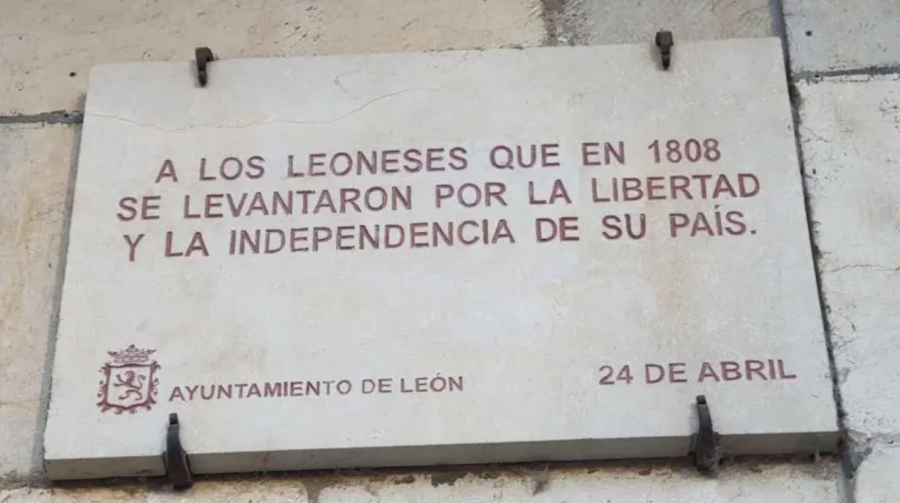 A LOS LEONESES QUE EN 1808
SE LEVANTARON POR LA LIBERTAD
Y LA INDEPENDENCIA DE SU PAÍS.
AYUNTAMIENTO DE LEÓN
24 DE ABRIL